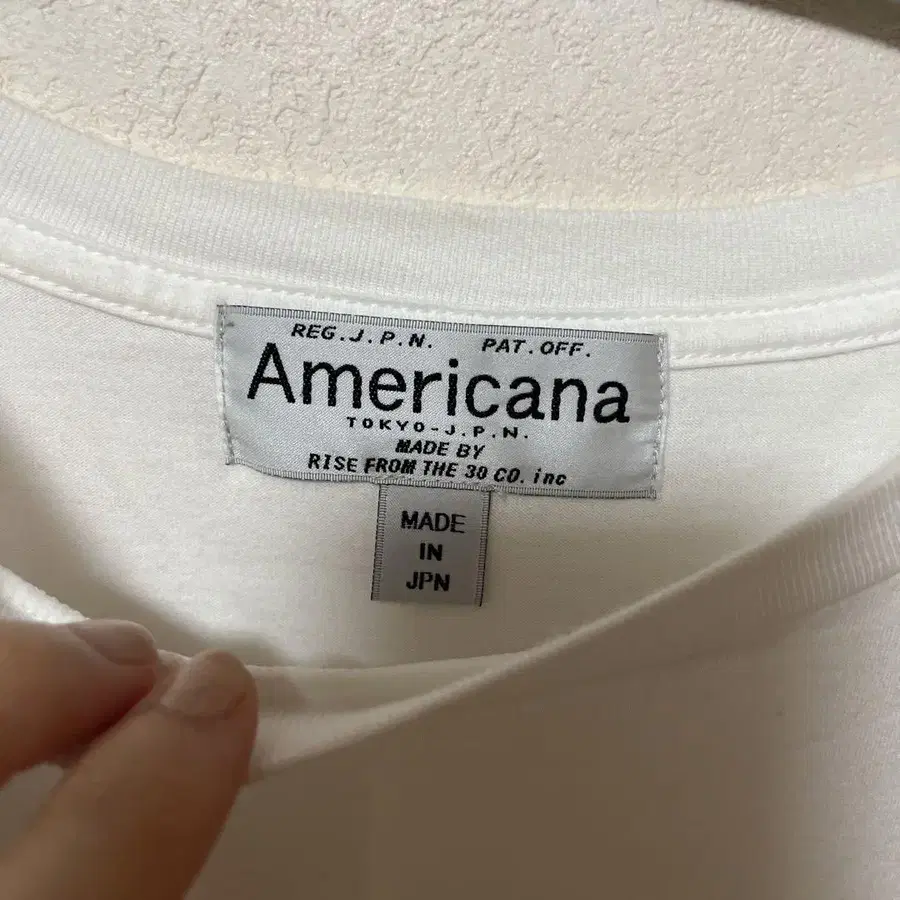 REG.J.P.N. PAT.OFF.
Americana
TOKYO-J.P.N.
MADE BY
RISE FROM THE 30 CO. inc
MADE
IN
JPN